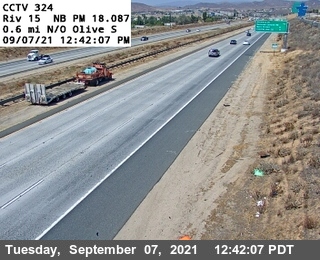 CCTV 324
Riv 15 NB PM 18.087
0.6 mi N/O Olive S
09/07/21 12:42:07 PM
Tuesday, September 07, 2021 12:42:07 PDT